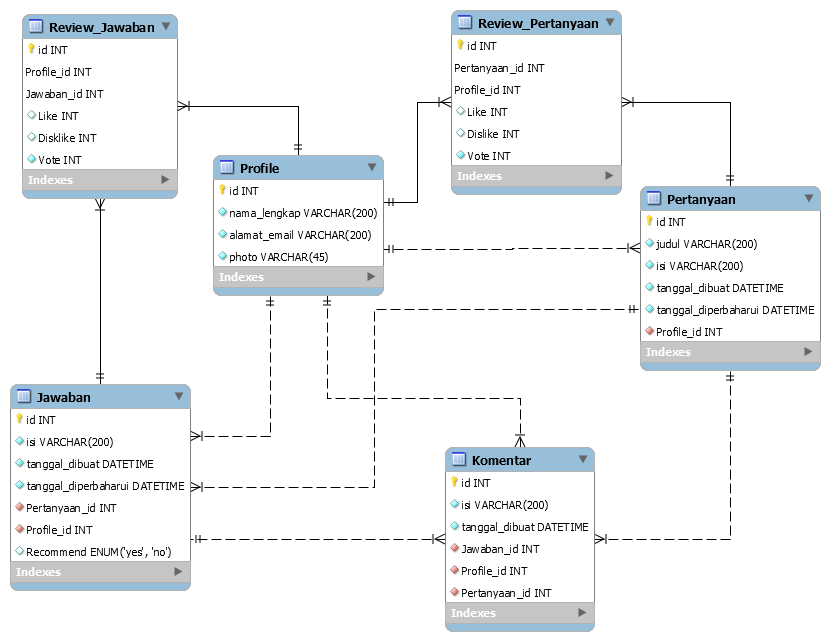 Review_Jawaban
id INT
Profile_id INT
Jawaban_id INT
Like INT
Disklike INT
Vote INT
Indexes
Review_Pertanyaan
id INT
Pertanyaan_id INT
Profile_id INT
Like INT
Dislike INT
Vote INT
Indexes
Profile
id INT
nama_lengkap VARCHAR(200)
alamat_email VARCHAR(200)
photo VARCHAR(45)
Indexes
Pertanyaan
id INT
judul VARCHAR(200)
isi VARCHAR(200)
tanggal_dibuat DATETIME
tanggal_diperbaharui DATETIME
Profile_id INT
Indexes
Jawaban
id INT
isi VARCHAR(200)
tanggal_dibuat DATETIME
tanggal_diperbaharui DATETIME
Pertanyaan_id INT
Profile_id INT
Recommend ENUM('yes', 'no')
Indexes
Komentar
id INT
isi VARCHAR(200)
tanggal_dibuat DATETIME
Jawaban_id INT
Profile_id INT
Pertanyaan_id INT
Indexes